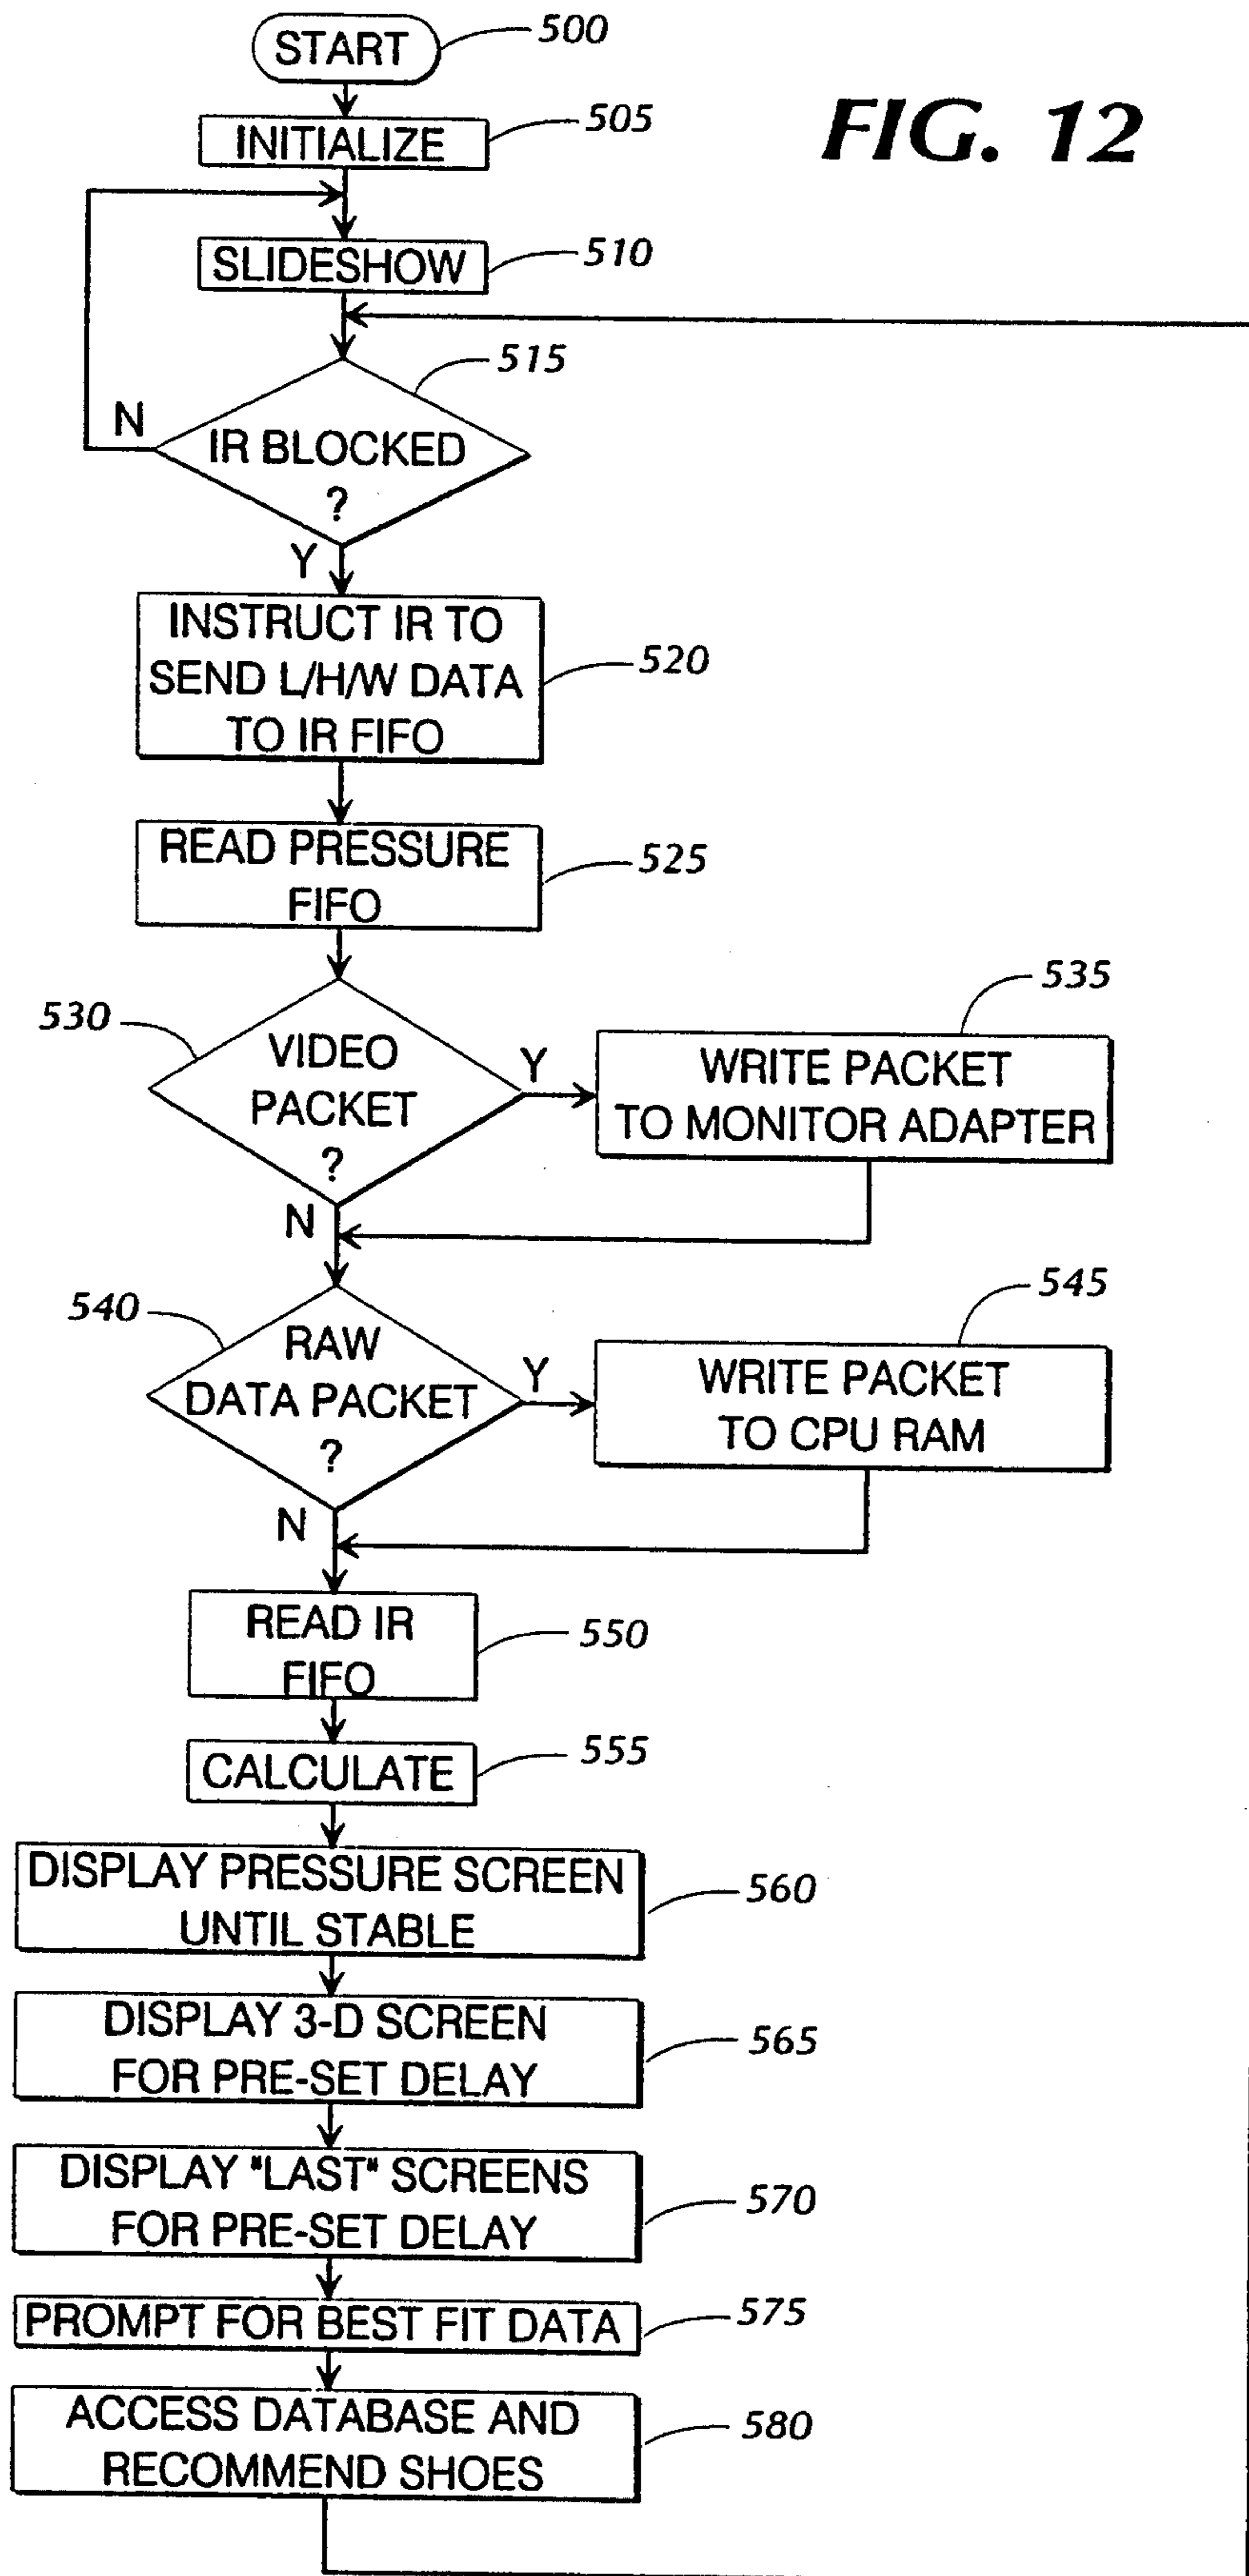 START
500
FIG. 12
INITIALIZE
505
SLIDESHOW
510
515
N
IR BLOCKED
?
Y
INSTRUCT IR TO
SEND L/H/W DATA
TO IR FIFO
520
READ PRESSURE
FIFO
525
530
VIDEO
PACKET
?
Y
N
535
WRITE PACKET
TO MONITOR ADAPTER
540
RAW
DATA PACKET
?
Y
N
545
WRITE PACKET
TO CPU RAM
READ IR
FIFO
550
CALCULATE
555
DISPLAY PRESSURE SCREEN
UNTIL STABLE
560
DISPLAY 3-D SCREEN
FOR PRE-SET DELAY
565
DISPLAY "LAST" SCREENS
FOR PRE-SET DELAY
570
PROMPT FOR BEST FIT DATA
575
ACCESS DATABASE AND
RECOMMEND SHOES
580